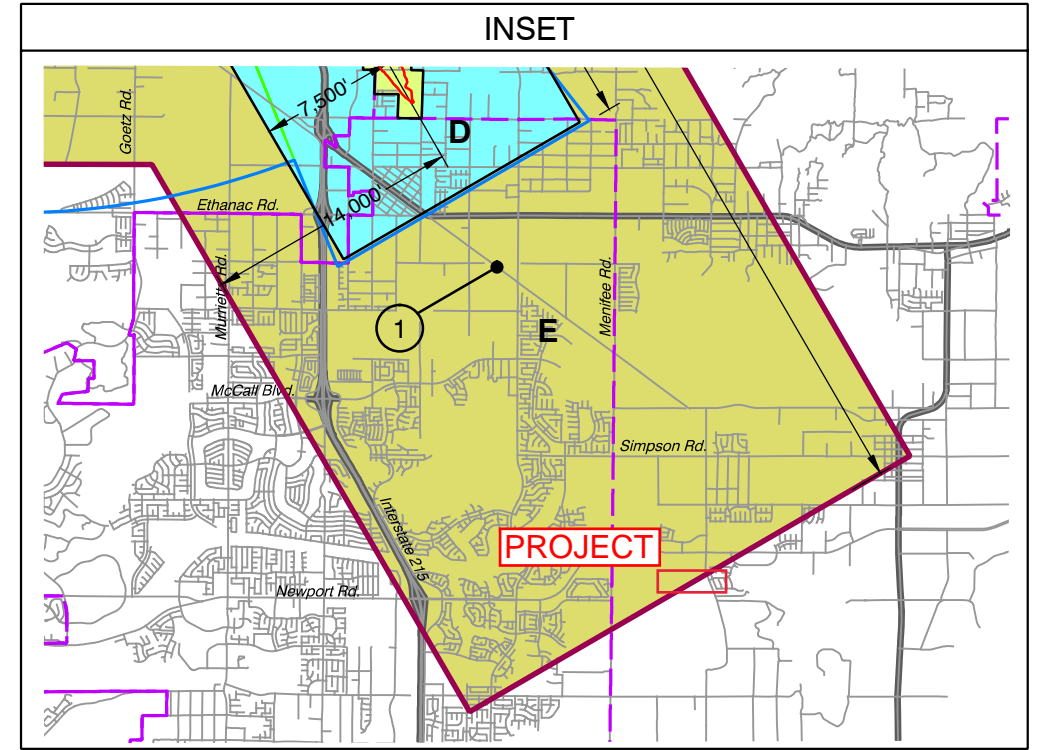 INSET
Goetz Rd.
7,500'
D
Ethanac Rd.
14,000'
Murrieta Rd.
1
Menifee Rd.
E
McCall Blvd.
Simpson Rd.
Interstate 215
PROJECT
Newport Rd.